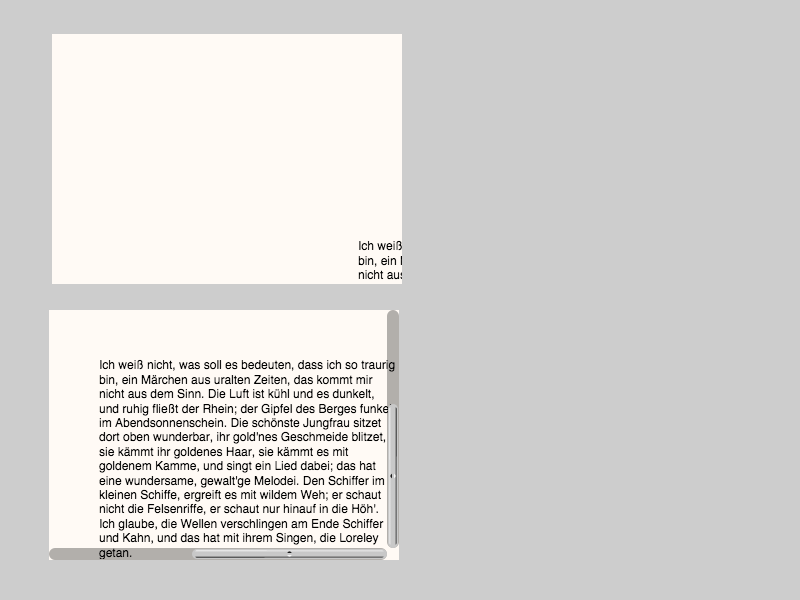 Ich weiß
bin, ein
nicht aus
Ich weiß nicht, was soll es bedeuten, dass ich so traurig
bin, ein Märchen aus uralten Zeiten, das kommt mir
nicht aus dem Sinn. Die Luft ist kühl und es dunkelt,
und ruhig fließt der Rhein; der Gipfel des Berges funke
im Abendsonnenschein. Die schönste Jungfrau sitzet
dort oben wunderbar, ihr gold'nes Geschmeide blitzet,
sie kämmt ihr goldenes Haar, sie kämmt es mit
goldenem Kamme, und singt ein Lied dabei; das hat
eine wundersame, gewalt'ge Melodei. Den Schiffer im
kleinen Schiffe, ergreift es mit wildem Weh; er schaut
nicht die Felsenriffe, er schaut nur hinauf in die Höh'.
Ich glaube, die Wellen verschlingen am Ende Schiffer
und Kahn, und das hat mit ihrem Singen, die Loreley
getan.